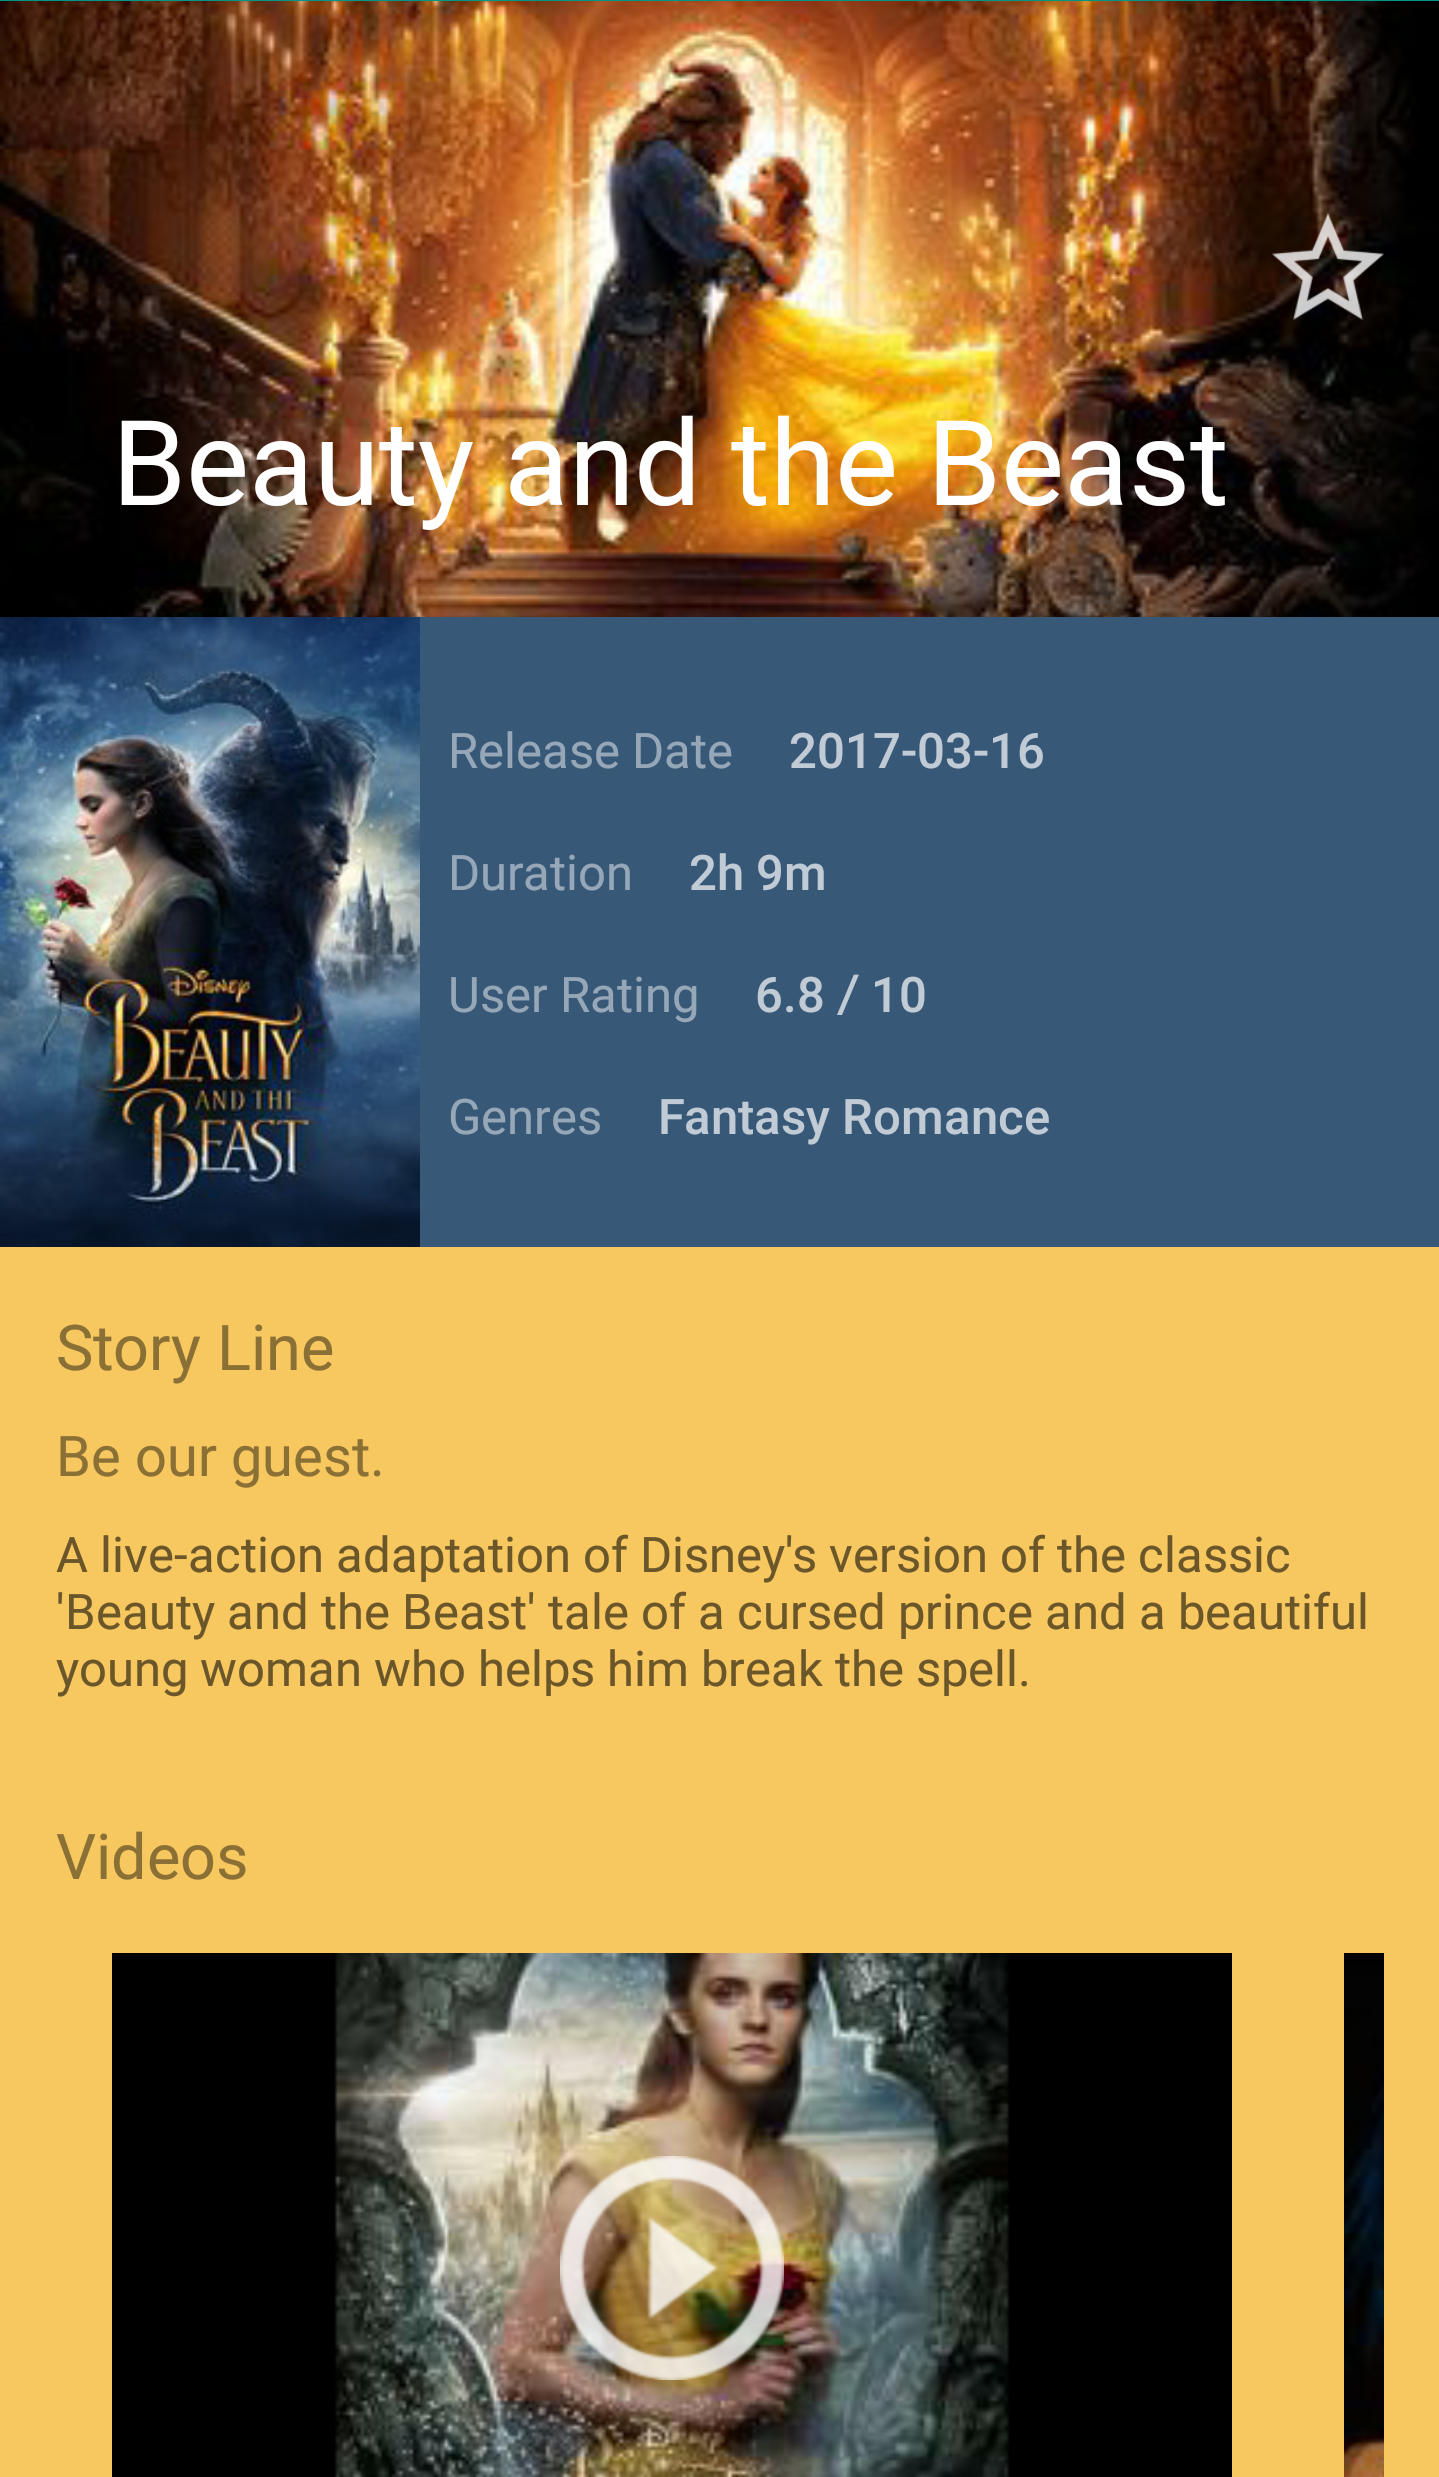 Beauty and the Beast
Release Date 2017-03-16
Duration 2h 9m
User Rating 6.8 / 10
Genres Fantasy Romance
Disney
BEAUTY
AND THE
BEAST
Story Line
Be our guest.
A live-action adaptation of Disney's version of the classic
'Beauty and the Beast' tale of a cursed prince and a beautiful
young woman who helps him break the spell.
Videos
Disney